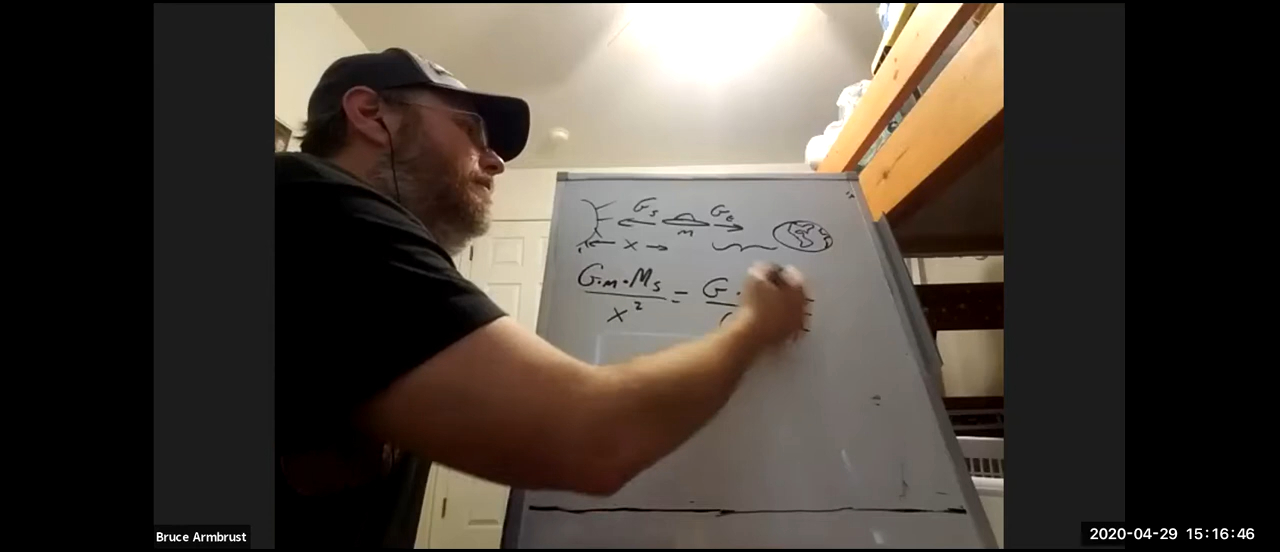 Gs Ge
m
x
G·m·Ms = G·
x²
Bruce Armbrust
2020-04-29 15:16:46